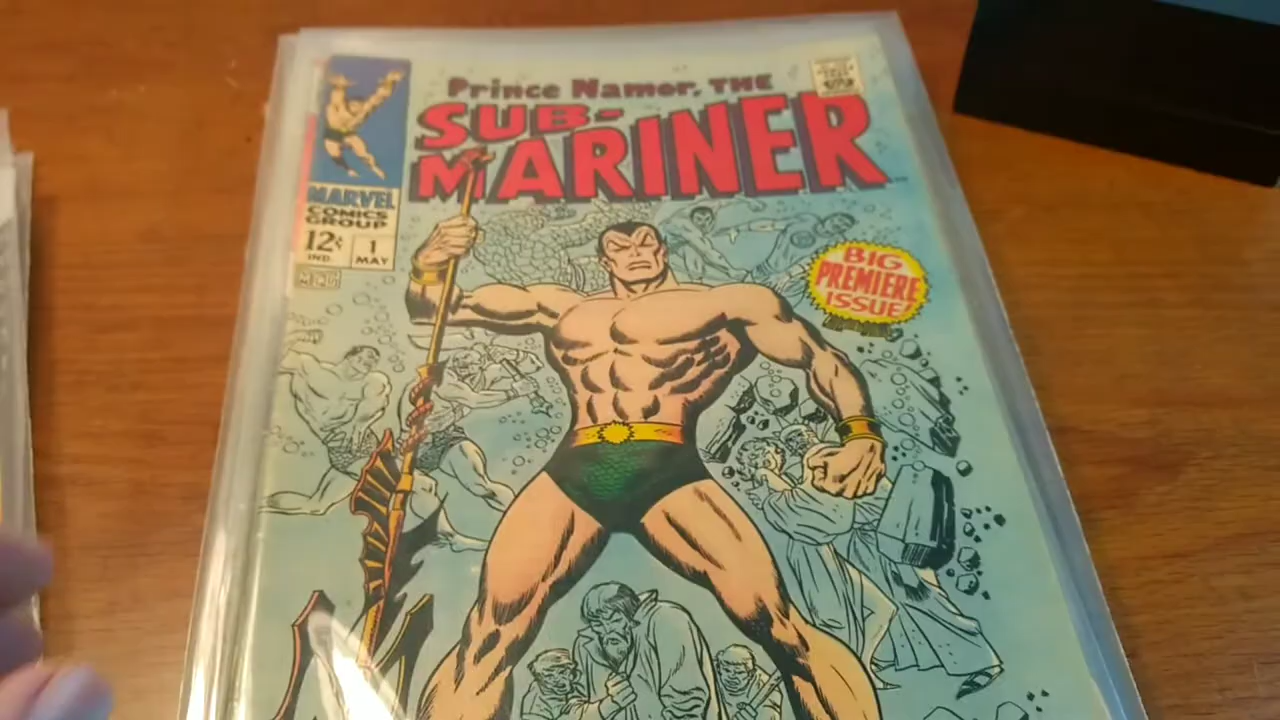 Prince Namor, THE
SUB-
MARINER
MARVEL
COMICS
GROUP
12¢
IND.
1
MAY
BIG
PREMIERE
ISSUE!